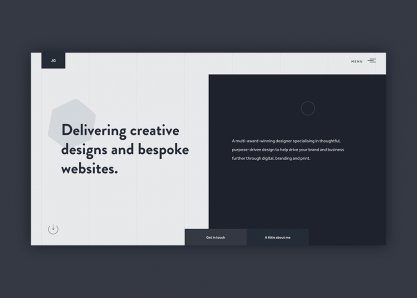 JG
MENU
Delivering creative
designs and bespoke
websites.
A multi-award-winning designer specialising in thoughtful,
purpose-driven design to help drive your brand and business
further through digital, branding and print.
Get in touch
A little about me